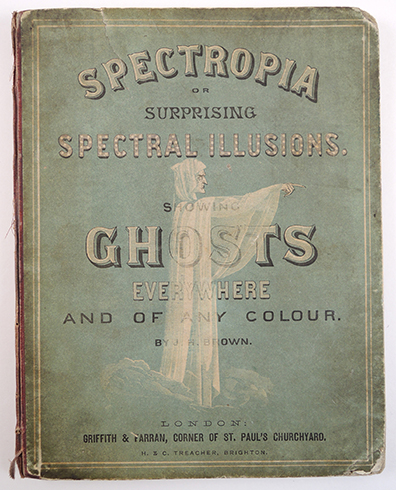 SPECTROPIA
OR
SURPRISING
SPECTRAL ILLUSIONS.
SHOWING
GHOSTS
EVERYWHERE
AND OF ANY COLOUR.
BY J. H. BROWN.
LONDON:
GRIFFITH & FARRAN, CORNER OF ST. PAUL'S CHURCHYARD.
H. & C. TREACHER, BRIGHTON.